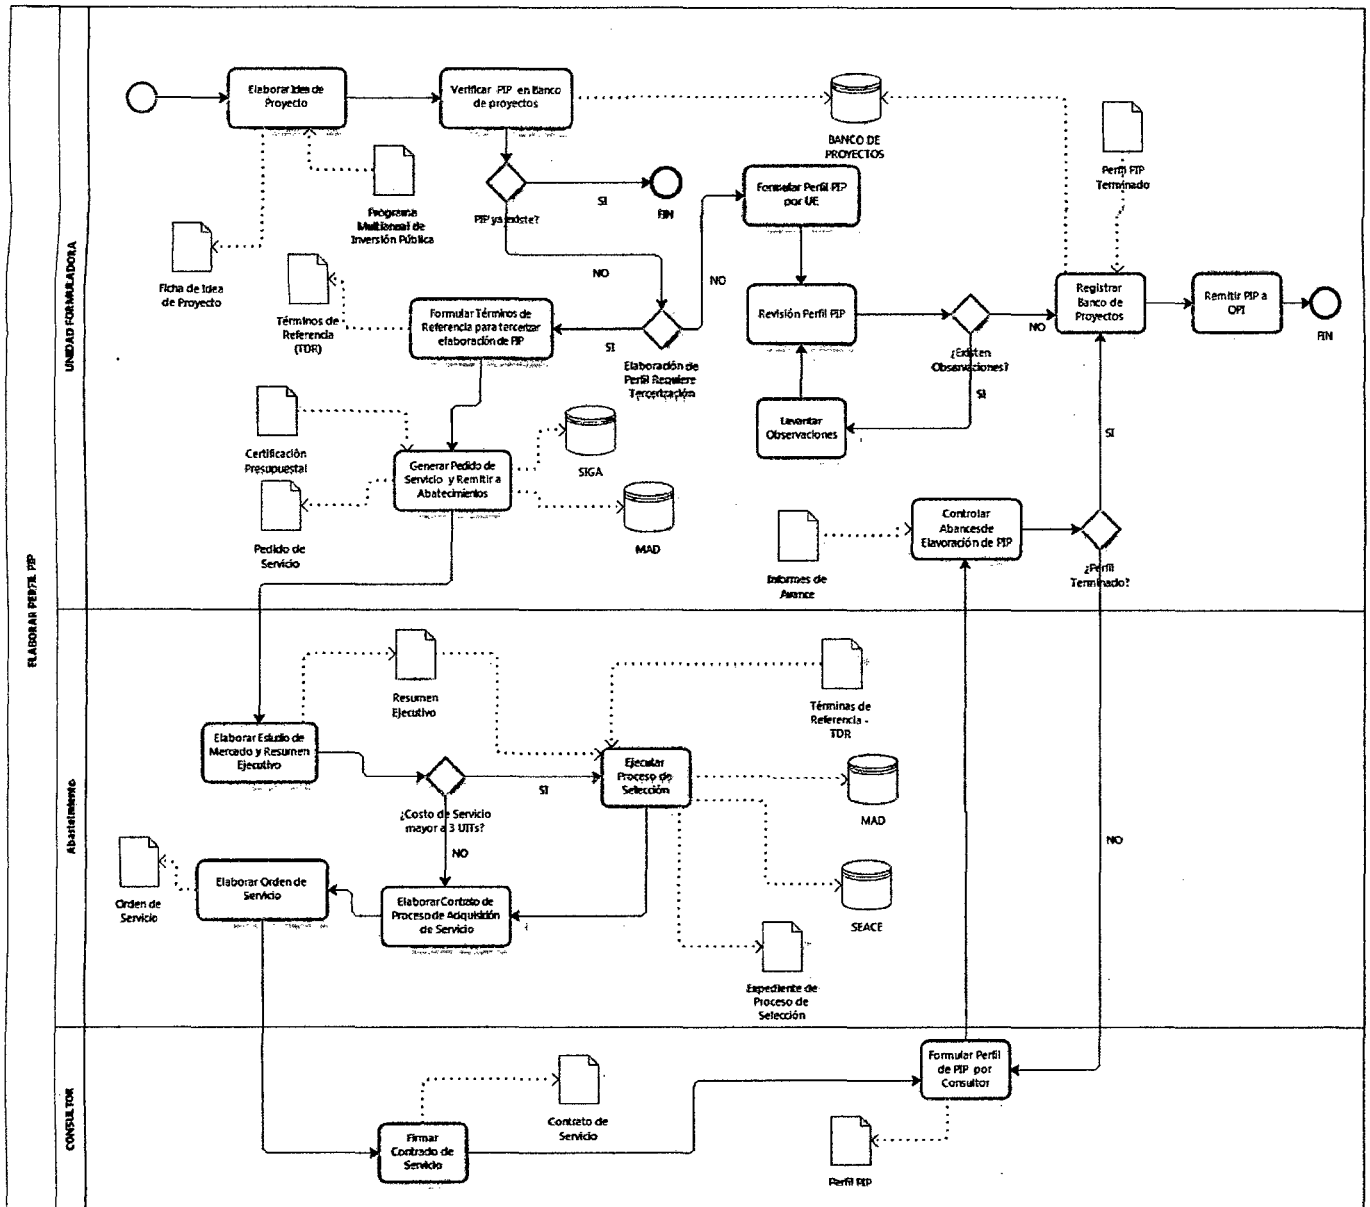 ELABORAR PERFIL PIP
UNIDAD FORMULADORA
Elaborar Idea de
Proyecto
Verificar PIP en Banco
de proyectos
BANCO DE
PROYECTOS
Perfil PIP
Terminado
Programa
Multianual de
Inversión Pública
PIP ya existe?
SI
FIN
Formular Perfil PIP
por UE
Ficha de Idea
de Proyecto
Términos de
Referencia
(TDR)
NO
NO
Formular Términos de
Referencia para tercerizar
elaboración de PIP
SI
Elaboración de
Perfil Requiere
Tercerización
Revisión Perfil PIP
¿Existen
Observaciones?
NO
SI
Registrar
Banco de
Proyectos
Remitir PIP a
OPI
FIN
Levantar
Observaciones
Certificación
Presupuestal
Generar Pedido de
Servicio y Remitir a
Abatecimientos
SIGA
MAD
Pedido de
Servicio
SI
Controlar
Abancesde
Elavoración de PIP
Informes de
Avance
¿Perfil
Terminado?
NO
Abastecimiento
Resumen
Ejecutivo
Términas de
Referencia -
TDR
Elaborar Estudio de
Mercado y Resumen
Ejecutivo
¿Costo de Servicio
mayor a 3 UITs?
SI
NO
Ejecutar
Proceso de
Selección
MAD
SEACE
Orden de
Servicio
Elaborar Orden de
Servicio
Elaborar Contrato de
Proceso de Adquisición
de Servicio
Expediente de
Proceso de
Selección
CONSULTOR
Contrato de
Servicio
Firmar
Contrado de
Servicio
Formular Perfil
de PIP por
Consultor
Perfil PIP